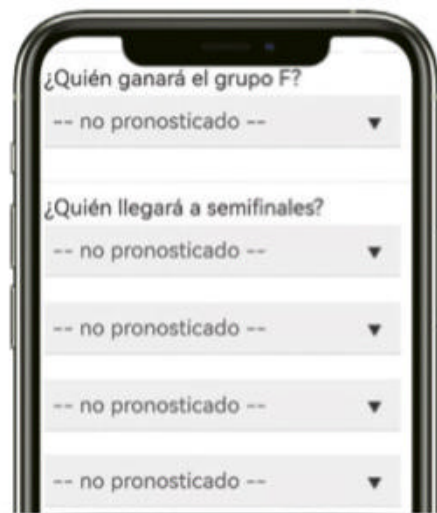 ¿Quién ganará el grupo F?
-- no pronosticado --
¿Quién llegará a semifinales?
-- no pronosticado --
-- no pronosticado --
-- no pronosticado --
-- no pronosticado --